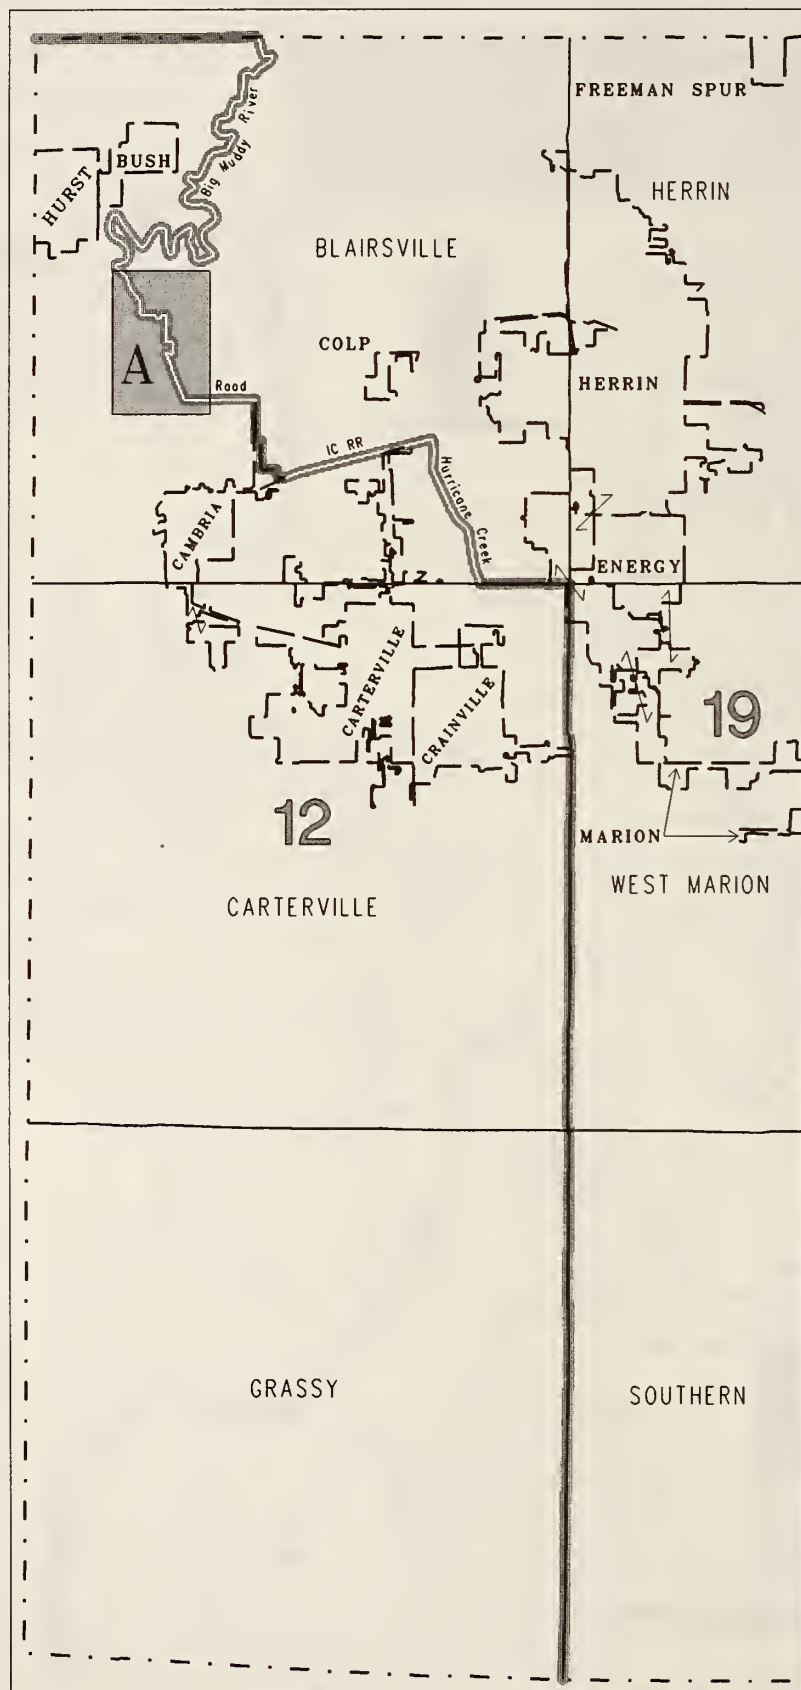 FREEMAN SPUR
River
Big Muddy
BUSH
HURST
HERRIN
BLAIRSVILLE
COLP
A
Road
HERRIN
IC RR
Hurricane Creek
CAMBRIA
ENERGY
CARTERVILLE
CRAINVILLE
19
12
MARION
WEST MARION
CARTERVILLE
GRASSY
SOUTHERN